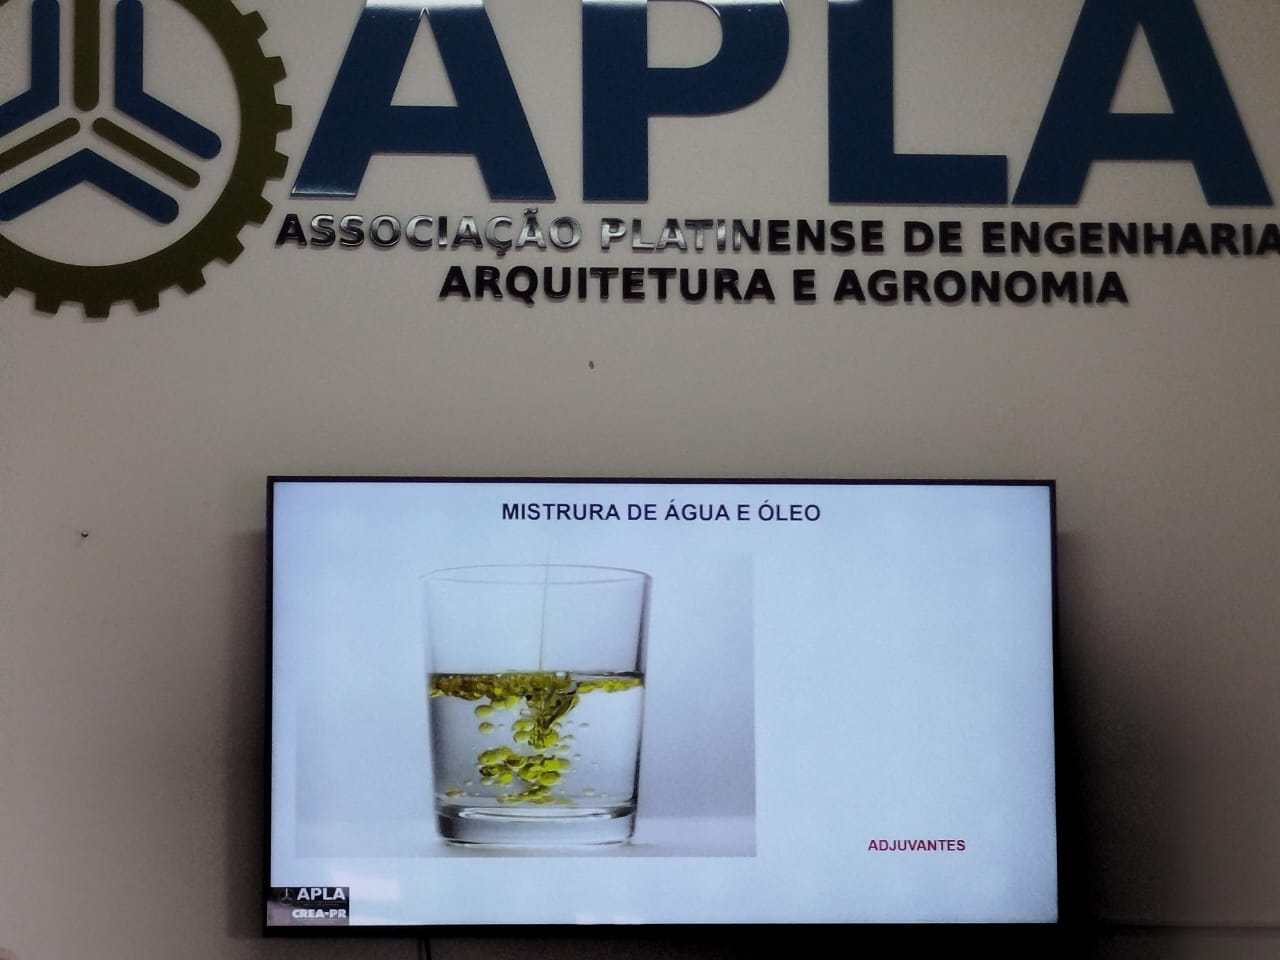 APLA
ASSOCIAÇÃO PLATINENSE DE ENGENHARIA
ARQUITETURA E AGRONOMIA
MISTRURA DE ÁGUA E ÓLEO
ADJUVANTES
APLA
CREA-PR